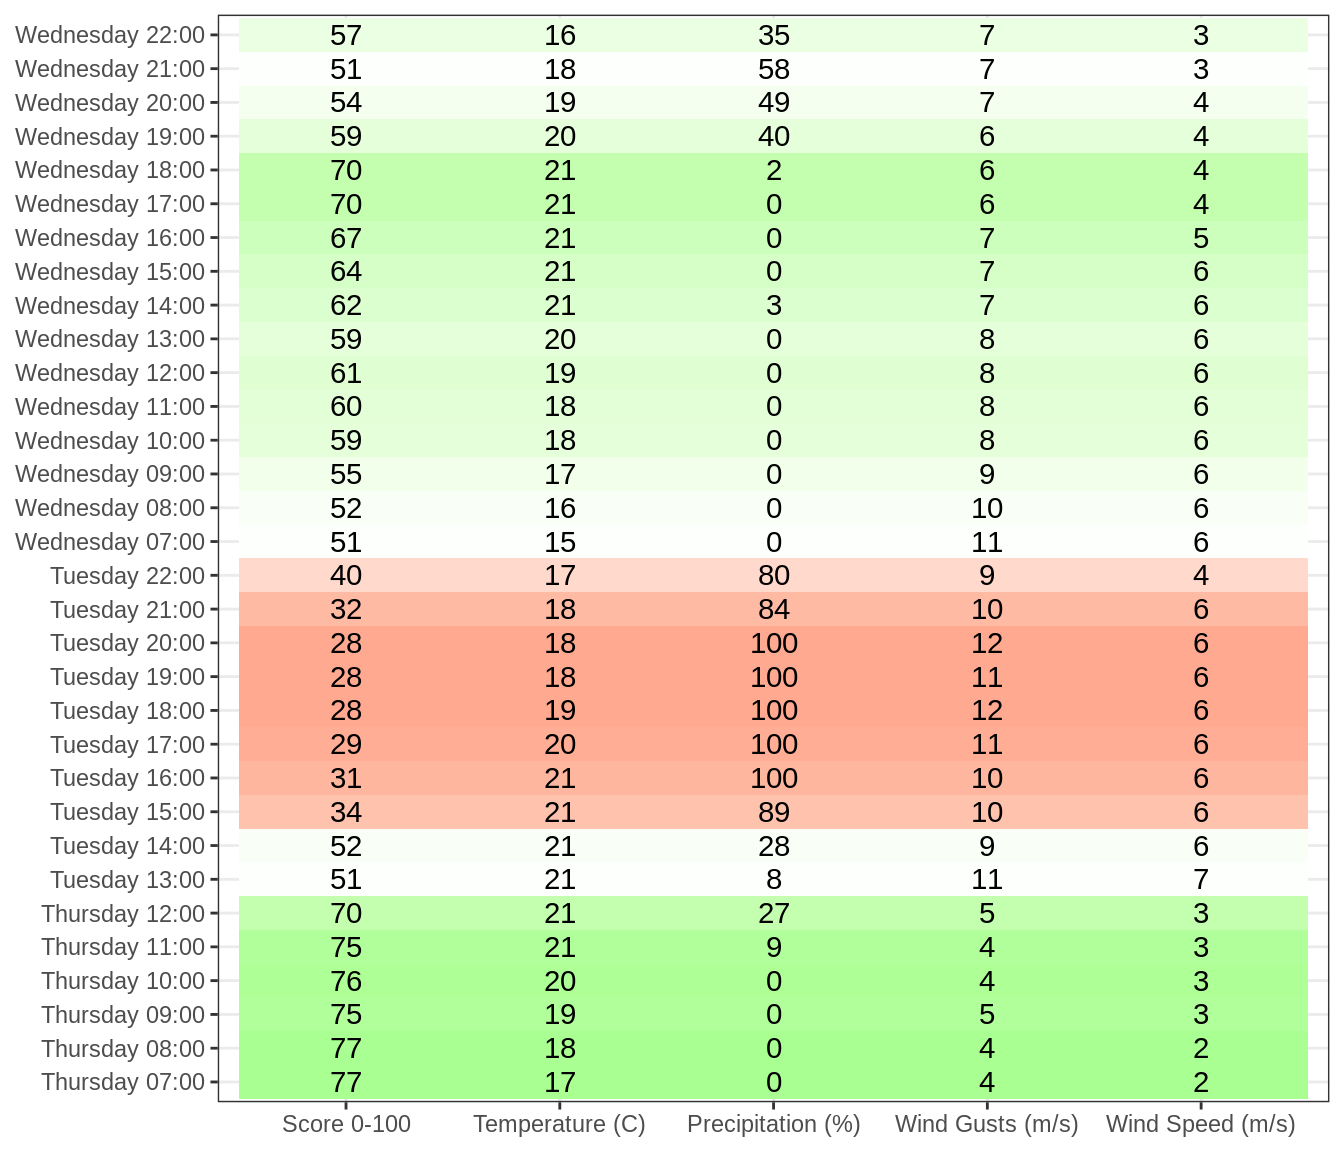 Wednesday 22:00 57 16 35 7 3
Wednesday 21:00 51 18 58 7 3
Wednesday 20:00 54 19 49 7 4
Wednesday 19:00 59 20 40 6 4
Wednesday 18:00 70 21 2 6 4
Wednesday 17:00 70 21 0 6 4
Wednesday 16:00 67 21 0 7 5
Wednesday 15:00 64 21 0 7 6
Wednesday 14:00 62 21 3 7 6
Wednesday 13:00 59 20 0 8 6
Wednesday 12:00 61 19 0 8 6
Wednesday 11:00 60 18 0 8 6
Wednesday 10:00 59 18 0 8 6
Wednesday 09:00 55 17 0 9 6
Wednesday 08:00 52 16 0 10 6
Wednesday 07:00 51 15 0 11 6
Tuesday 22:00 40 17 80 9 4
Tuesday 21:00 32 18 84 10 6
Tuesday 20:00 28 18 100 12 6
Tuesday 19:00 28 18 100 11 6
Tuesday 18:00 28 19 100 12 6
Tuesday 17:00 29 20 100 11 6
Tuesday 16:00 31 21 100 10 6
Tuesday 15:00 34 21 89 10 6
Tuesday 14:00 52 21 28 9 6
Tuesday 13:00 51 21 8 11 7
Thursday 12:00 70 21 27 5 3
Thursday 11:00 75 21 9 4 3
Thursday 10:00 76 20 0 4 3
Thursday 09:00 75 19 0 5 3
Thursday 08:00 77 18 0 4 2
Thursday 07:00 77 17 0 4 2
Score 0-100 Temperature (C) Precipitation (%) Wind Gusts (m/s) Wind Speed (m/s)